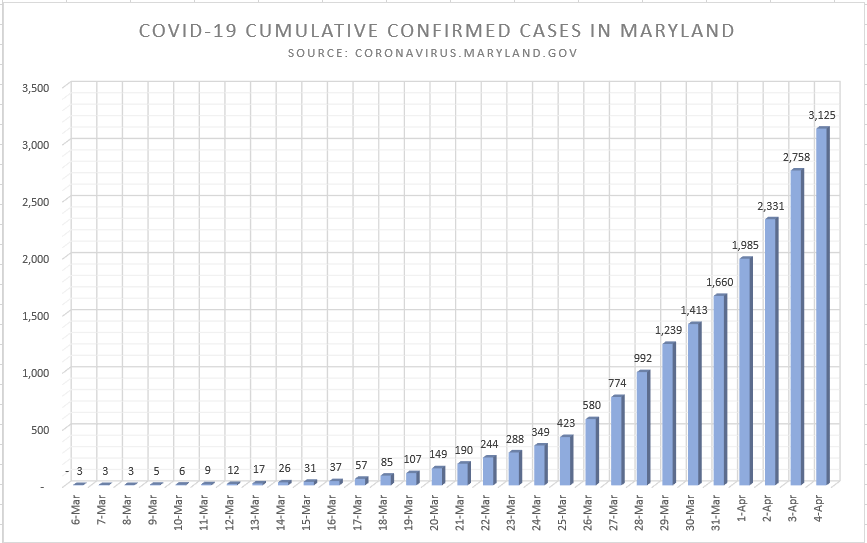 COVID-19 CUMULATIVE CONFIRMED CASES IN MARYLAND
SOURCE: CORONAVIRUS.MARYLAND.GOV
3,500
3,000
2,500
2,000
1,500
1,000
500
-
- 3 3 3 5 6 9 12 17 26 31 37 57 85 107 149 190 244 288 349 423 580 774 992 1,239 1,413 1,660 1,985 2,331 2,758 3,125
6-Mar 7-Mar 8-Mar 9-Mar 10-Mar 11-Mar 12-Mar 13-Mar 14-Mar 15-Mar 16-Mar 17-Mar 18-Mar 19-Mar 20-Mar 21-Mar 22-Mar 23-Mar 24-Mar 25-Mar 26-Mar 27-Mar 28-Mar 29-Mar 30-Mar 31-Mar 1-Apr 2-Apr 3-Apr 4-Apr